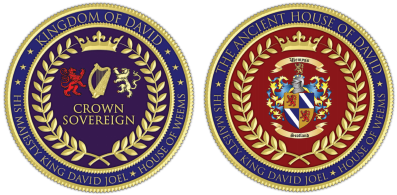 KINGDOM OF DAVID
CROWN
SOVEREIGN
HIS MAJESTY KING DAVID JOEL ★ HOUSE OF WEEMS
THE ANCIENT HOUSE OF DAVID
Wemyss
Scotland
HIS MAJESTY KING DAVID JOEL ★ HOUSE OF WEEMS